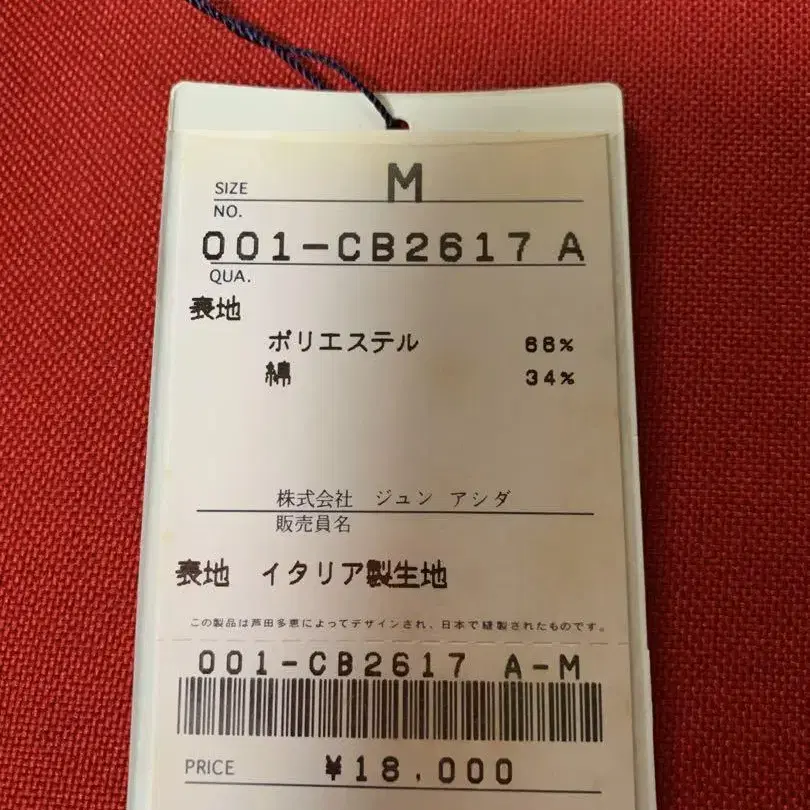 SIZE M
NO.
001-CB2617 A
QUA.
表地
ポリエステル 66%
綿 34%
株式会社 ジュン アシダ
販売員名
表地 イタリア製生地
この製品は芦田多恵によってデザインされ、日本で縫製されたものです。
001-CB2617 A-M
PRICE ¥18,000